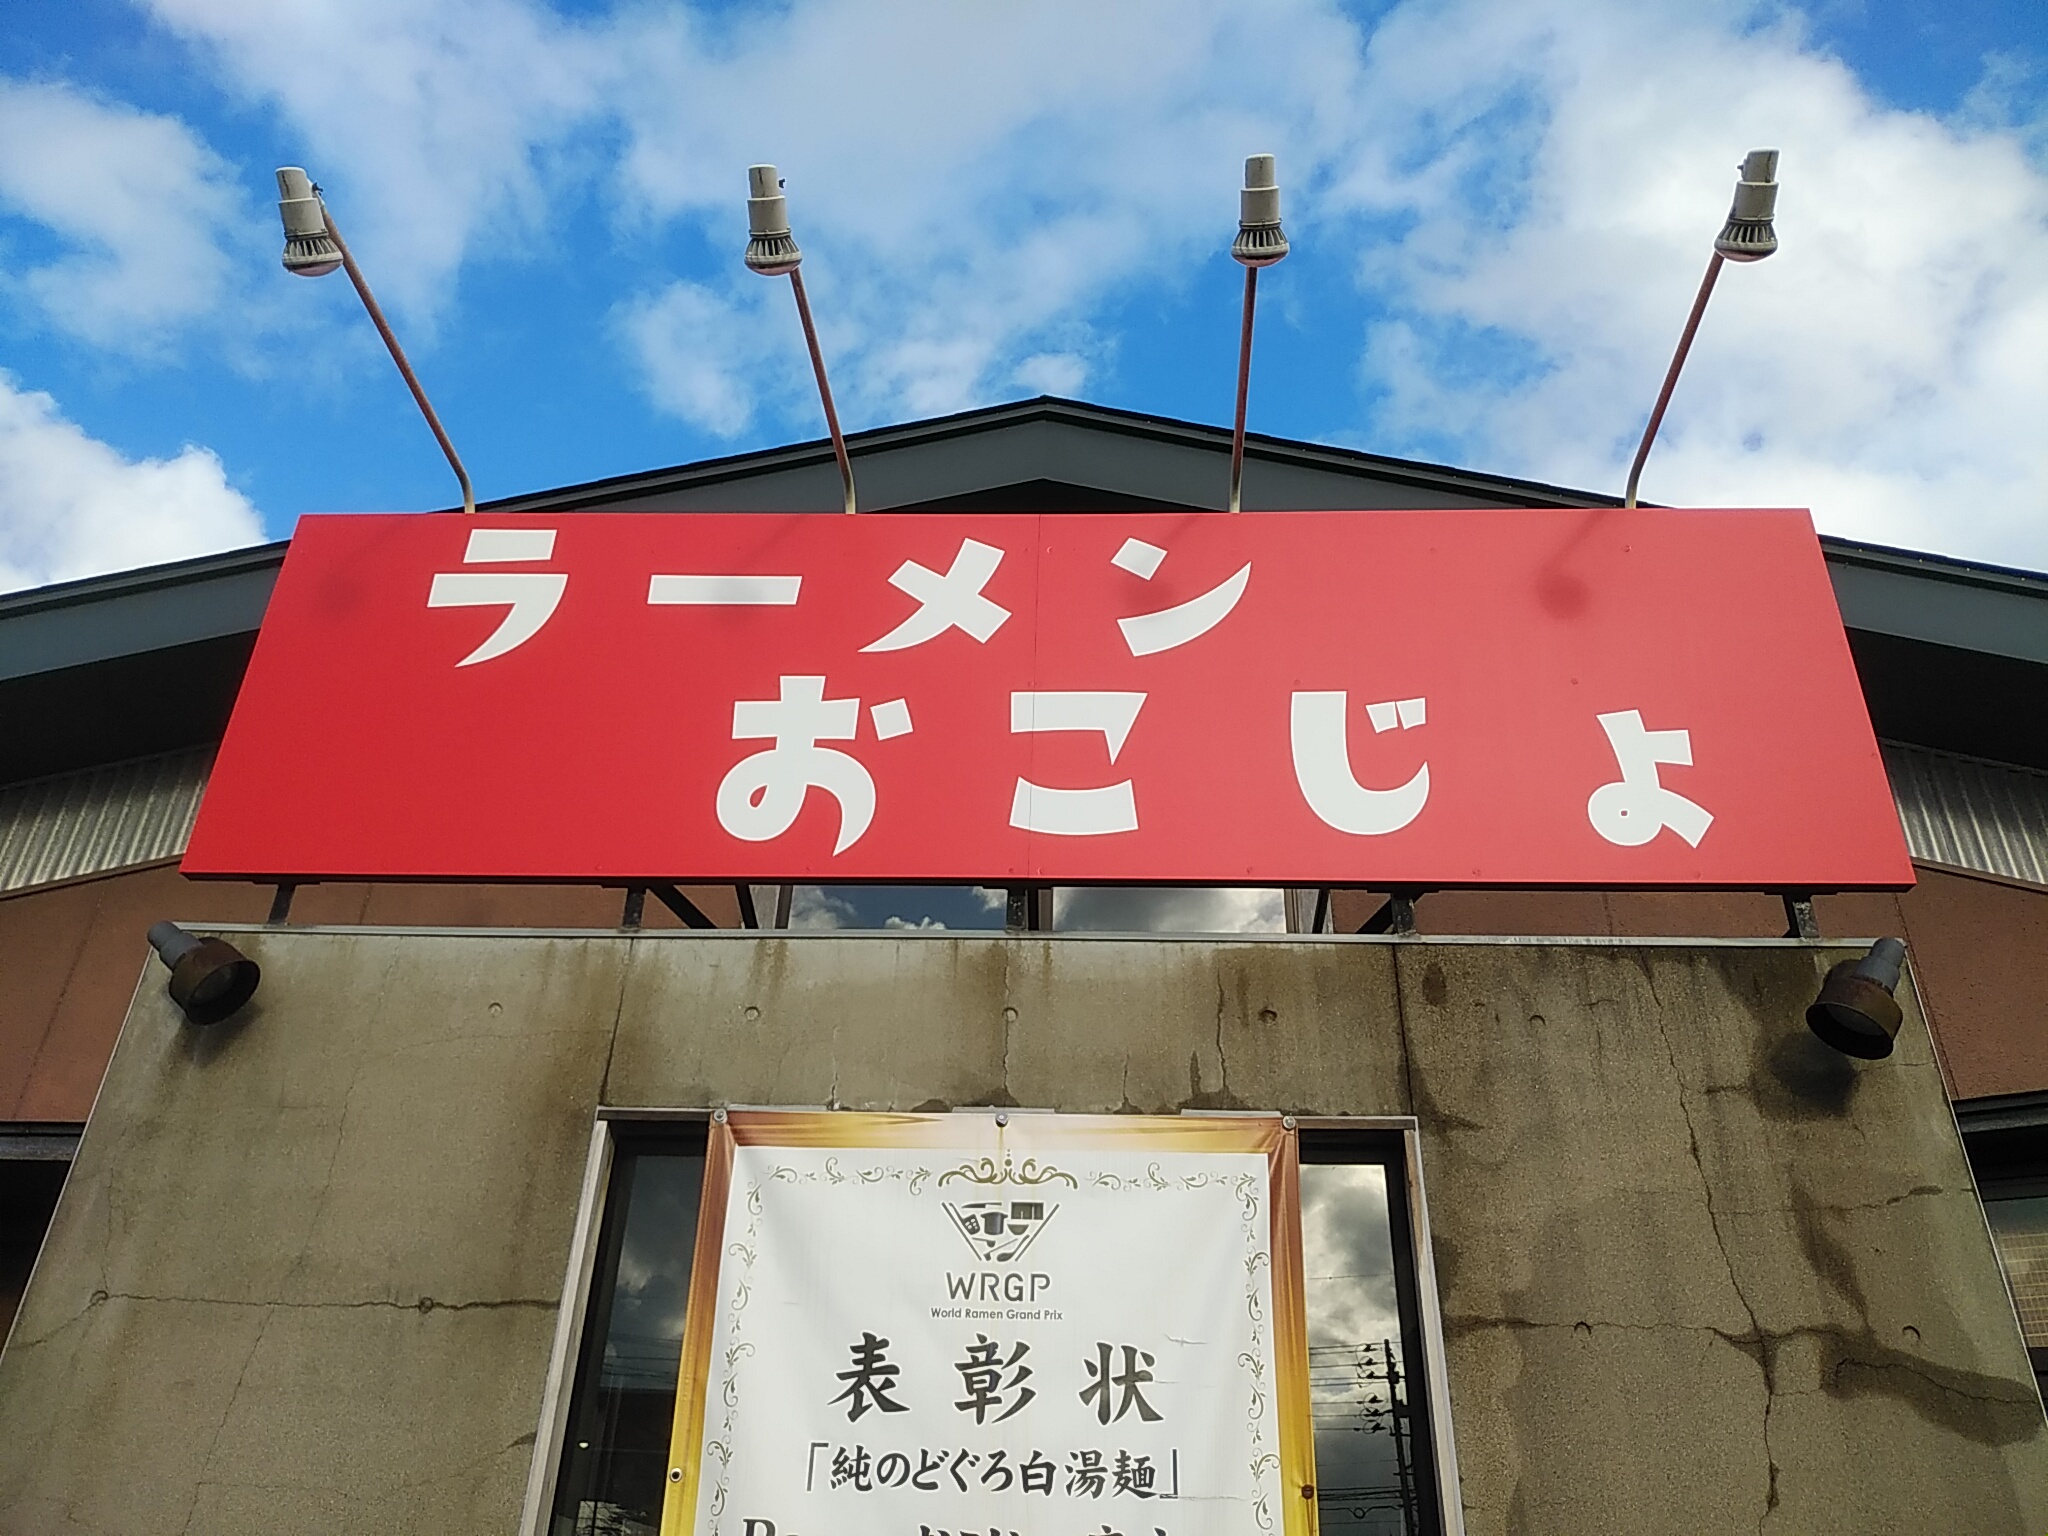 ラーメン
おこじょ
WRGP
World Ramen Grand Prix
表彰状
「純のどぐろ白湯麺」